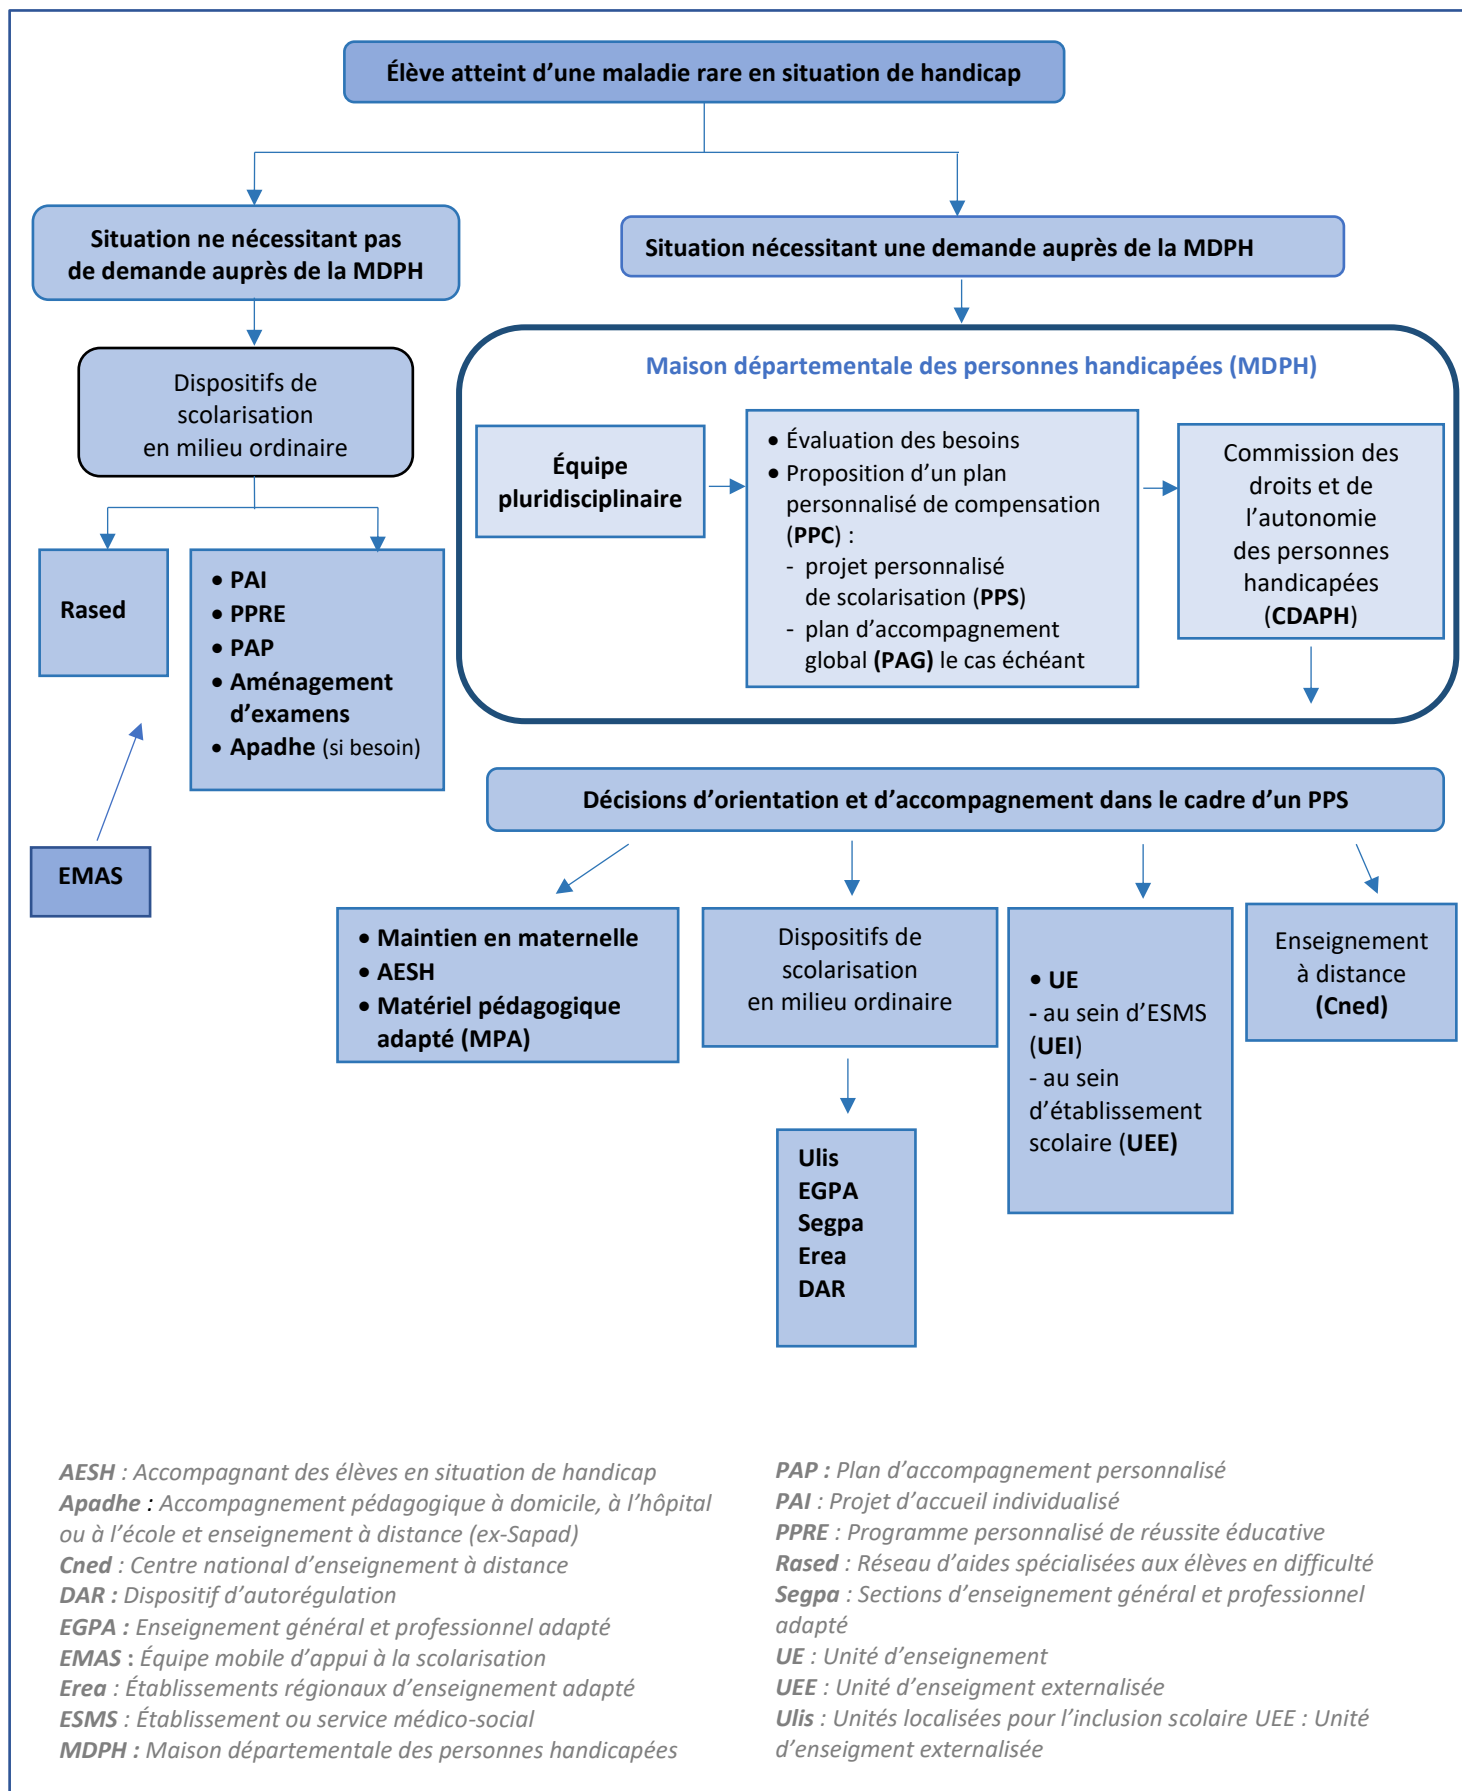 Élève atteint d’une maladie rare en situation de handicap
Situation ne nécessitant pas
de demande auprès de la MDPH
Situation nécessitant une demande auprès de la MDPH
Dispositifs de
scolarisation
en milieu ordinaire
Rased
• PAI
• PPRE
• PAP
• Aménagement
d’examens
• Apadhe (si besoin)
EMAS
Maison départementale des personnes handicapées (MDPH)
Équipe
pluridisciplinaire
• Évaluation des besoins
• Proposition d’un plan
personnalisé de compensation
(PPC) :
- projet personnalisé
de scolarisation (PPS)
- plan d’accompagnement
global (PAG) le cas échéant
Commission des
droits et de
l’autonomie
des personnes
handicapées
(CDAPH)
Décisions d’orientation et d’accompagnement dans le cadre d’un PPS
• Maintien en maternelle
• AESH
• Matériel pédagogique
adapté (MPA)
Dispositifs de
scolarisation
en milieu ordinaire
Ulis
EGPA
Segpa
Erea
DAR
• UE
- au sein d’ESMS
(UEI)
- au sein
d’établissement
scolaire (UEE)
Enseignement
à distance
(Cned)
AESH : Accompagnant des élèves en situation de handicap
Apadhe : Accompagnement pédagogique à domicile, à l’hôpital
ou à l’école et enseignement à distance (ex-Sapad)
Cned : Centre national d’enseignement à distance
DAR : Dispositif d’autorégulation
EGPA : Enseignement général et professionnel adapté
EMAS : Équipe mobile d’appui à la scolarisation
Erea : Établissements régionaux d’enseignement adapté
ESMS : Établissement ou service médico-social
MDPH : Maison départementale des personnes handicapées
PAP : Plan d’accompagnement personnalisé
PAI : Projet d’accueil individualisé
PPRE : Programme personnalisé de réussite éducative
Rased : Réseau d’aides spécialisées aux élèves en difficulté
Segpa : Sections d’enseignement général et professionnel
adapté
UE : Unité d’enseignement
UEE : Unité d’enseigment externalisée
Ulis : Unités localisées pour l’inclusion scolaire UEE : Unité
d’enseigment externalisée